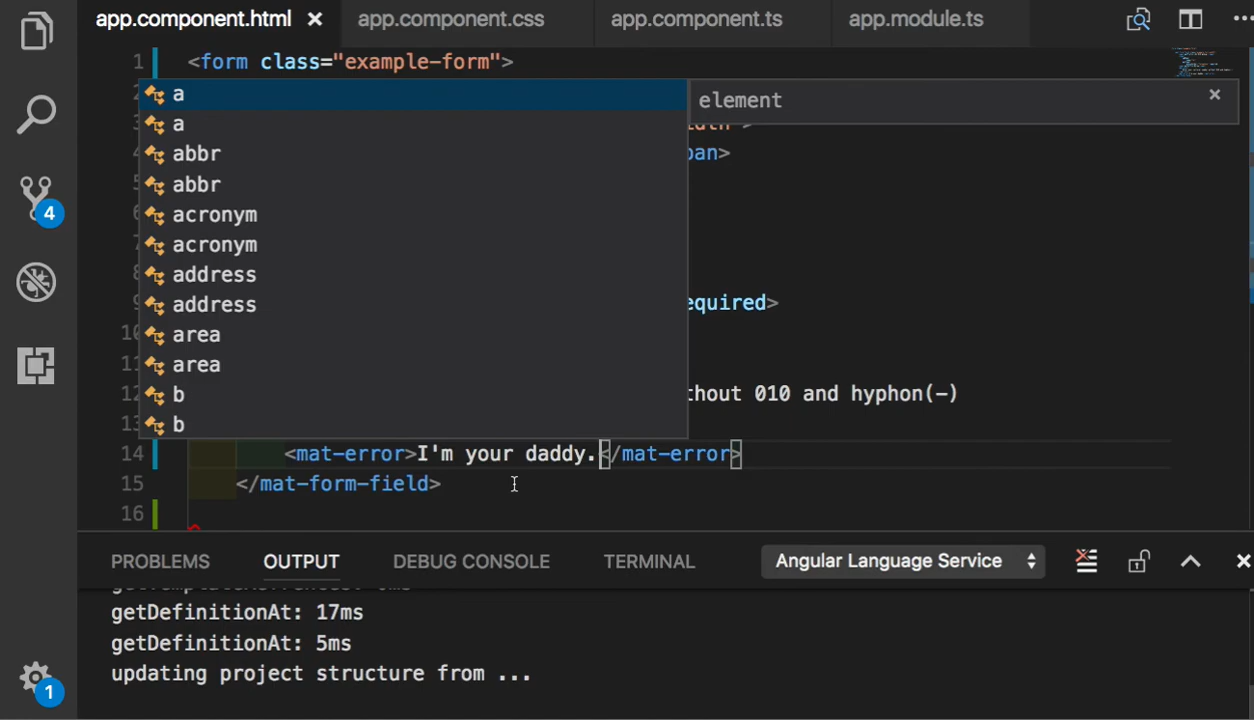 app.component.html
app.component.css
app.component.ts
app.module.ts
1 <form class="example-form">
a
element
a
abbr
4 pan>
abbr
acronym
acronym
address
address
9 equired>
area
area
b
12 thout 010 and hyphon(-)
b
14 <mat-error>I'm your daddy.</mat-error>
15 </mat-form-field>
16
4
PROBLEMS
OUTPUT
DEBUG CONSOLE
TERMINAL
Angular Language Service
getDefinitionAt: 17ms
getDefinitionAt: 5ms
updating project structure from ...
1